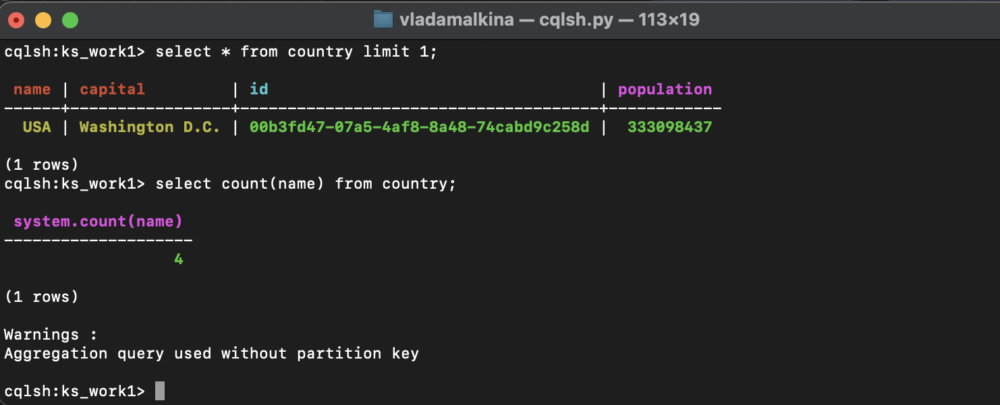 vladamalkina — cqlsh.py — 113×19
cqlsh:ks_work1> select * from country limit 1;
 name | capital         | id                                   | population
------+-----------------+--------------------------------------+------------
  USA | Washington D.C. | 00b3fd47-07a5-4af8-8a48-74cabd9c258d |  333098437
(1 rows)
cqlsh:ks_work1> select count(name) from country;
 system.count(name)
--------------------
                  4
(1 rows)
Warnings :
Aggregation query used without partition key
cqlsh:ks_work1>